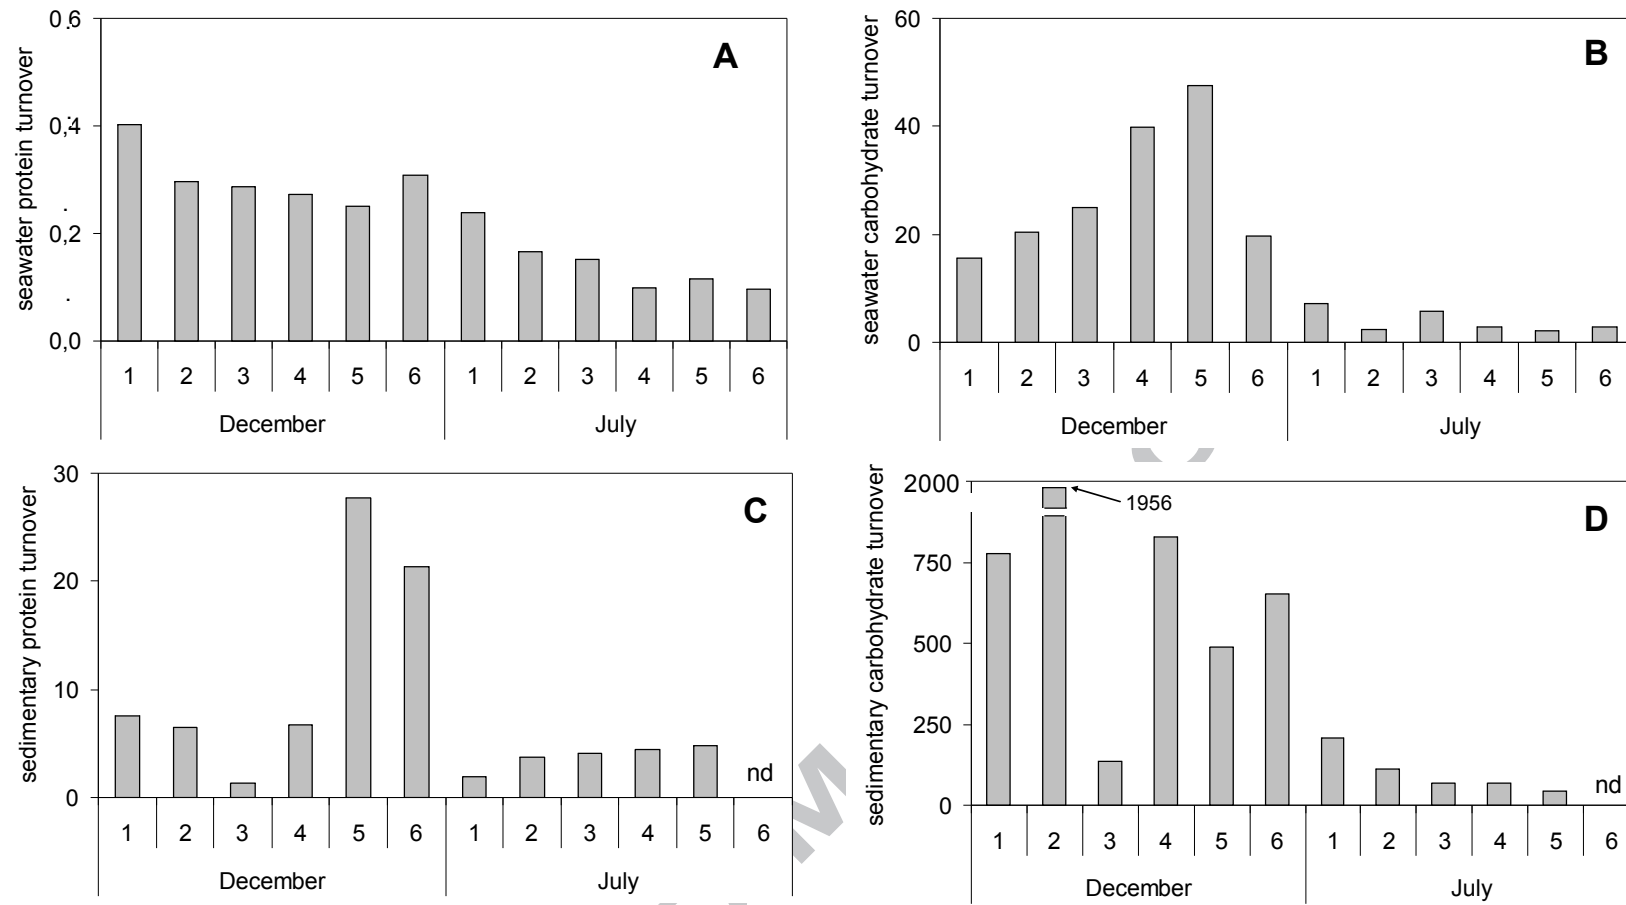 seawater protein turnover
0,6
0,4
0,2
0,0
A
1 2 3 4 5 6 1 2 3 4 5 6
December July
seawater carbohydrate turnover
60
40
20
0
B
1 2 3 4 5 6 1 2 3 4 5 6
December July
sedimentary protein turnover
30
20
10
0
C
nd
1 2 3 4 5 6 1 2 3 4 5 6
December July
sedimentary carbohydrate turnover
2000
750
500
250
0
1956
D
nd
1 2 3 4 5 6 1 2 3 4 5 6
December July
M